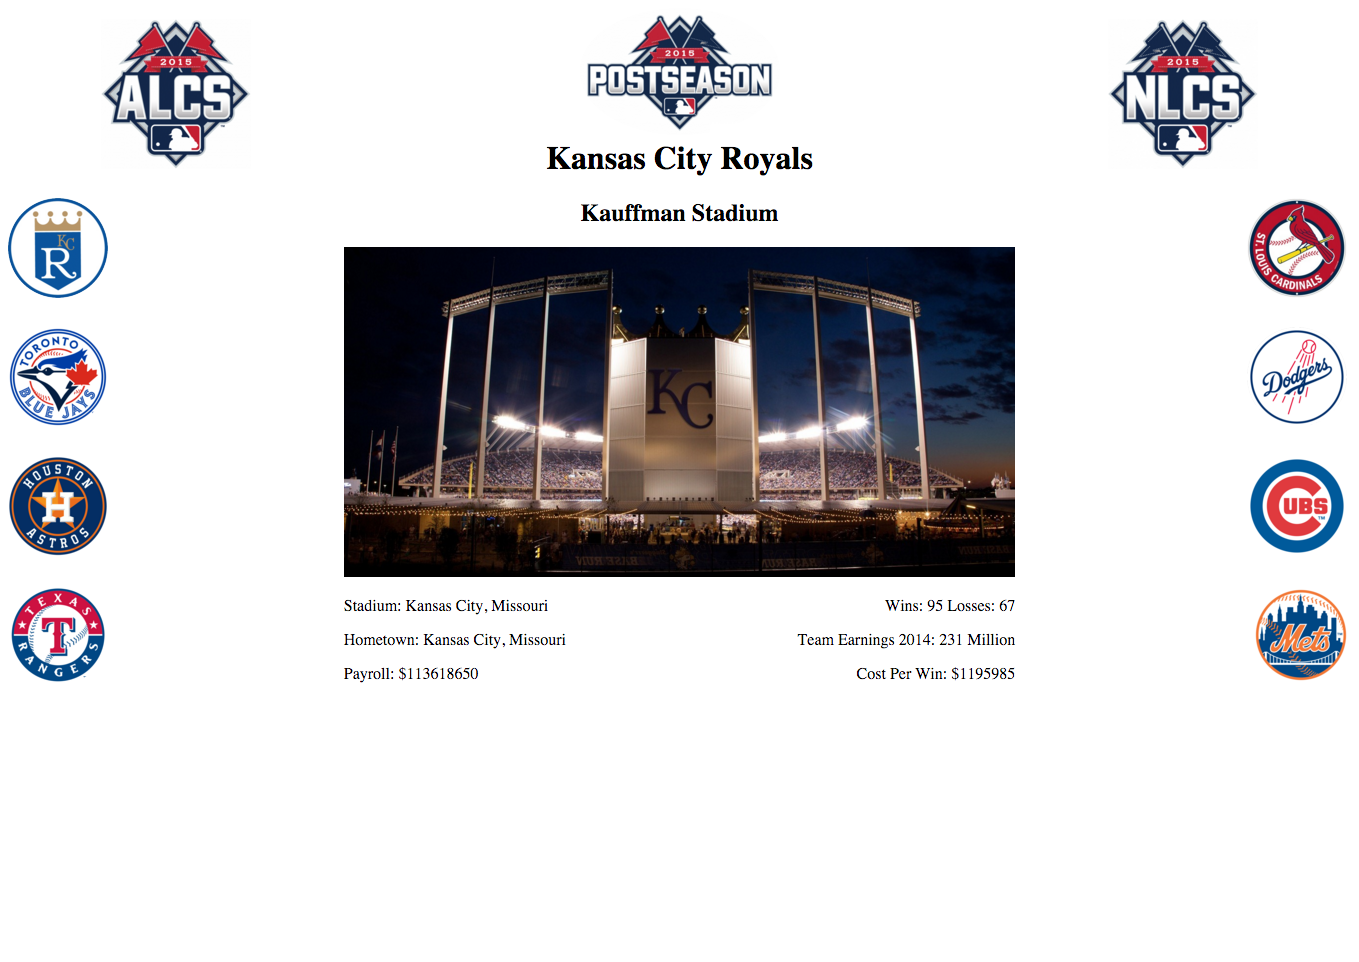 2015
ALCS
2015
POSTSEASON
2015
NLCS
Kansas City Royals
Kauffman Stadium
KC
R
TORONTO
BLUE JAYS
HOUSTON
H
ASTROS
TEXAS
T
RANGERS
KC
ST. LOUIS CARDINALS
Dodgers
CUBS
TM
Mets
Stadium: Kansas City, Missouri
Wins: 95 Losses: 67
Hometown: Kansas City, Missouri
Team Earnings 2014: 231 Million
Payroll: $113618650
Cost Per Win: $1195985